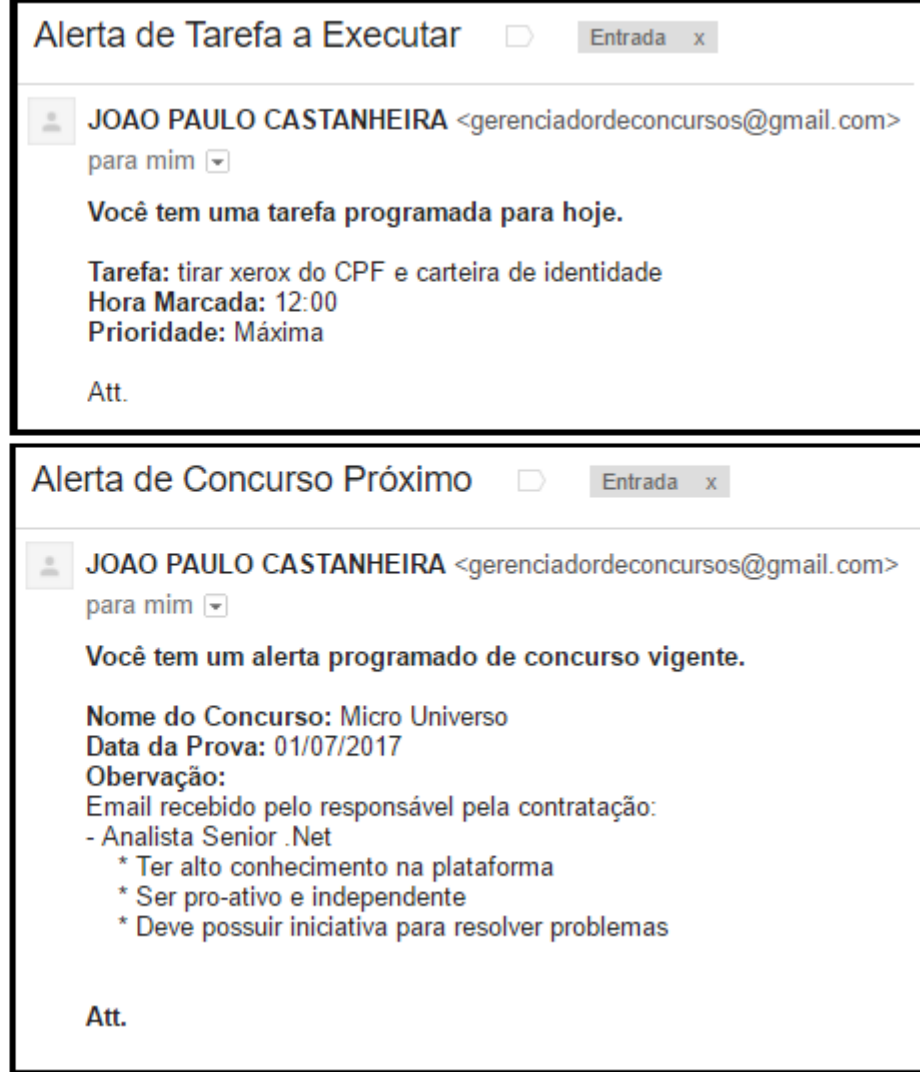 Alerta de Tarefa a Executar Entrada x
JOAO PAULO CASTANHEIRA <gerenciadordeconcursos@gmail.com>
para mim
Você tem uma tarefa programada para hoje.
Tarefa: tirar xerox do CPF e carteira de identidade
Hora Marcada: 12:00
Prioridade: Máxima
Att.
Alerta de Concurso Próximo Entrada x
JOAO PAULO CASTANHEIRA <gerenciadordeconcursos@gmail.com>
para mim
Você tem um alerta programado de concurso vigente.
Nome do Concurso: Micro Universo
Data da Prova: 01/07/2017
Obervação:
Email recebido pelo responsável pela contratação:
- Analista Senior .Net
* Ter alto conhecimento na plataforma
* Ser pro-ativo e independente
* Deve possuir iniciativa para resolver problemas
Att.